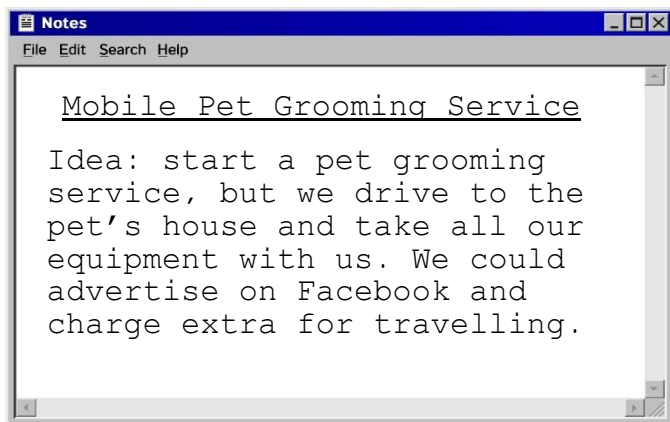 Notes
File Edit Search Help
Mobile Pet Grooming Service
Idea: start a pet grooming
service, but we drive to the
pet's house and take all our
equipment with us. We could
advertise on Facebook and
charge extra for travelling.